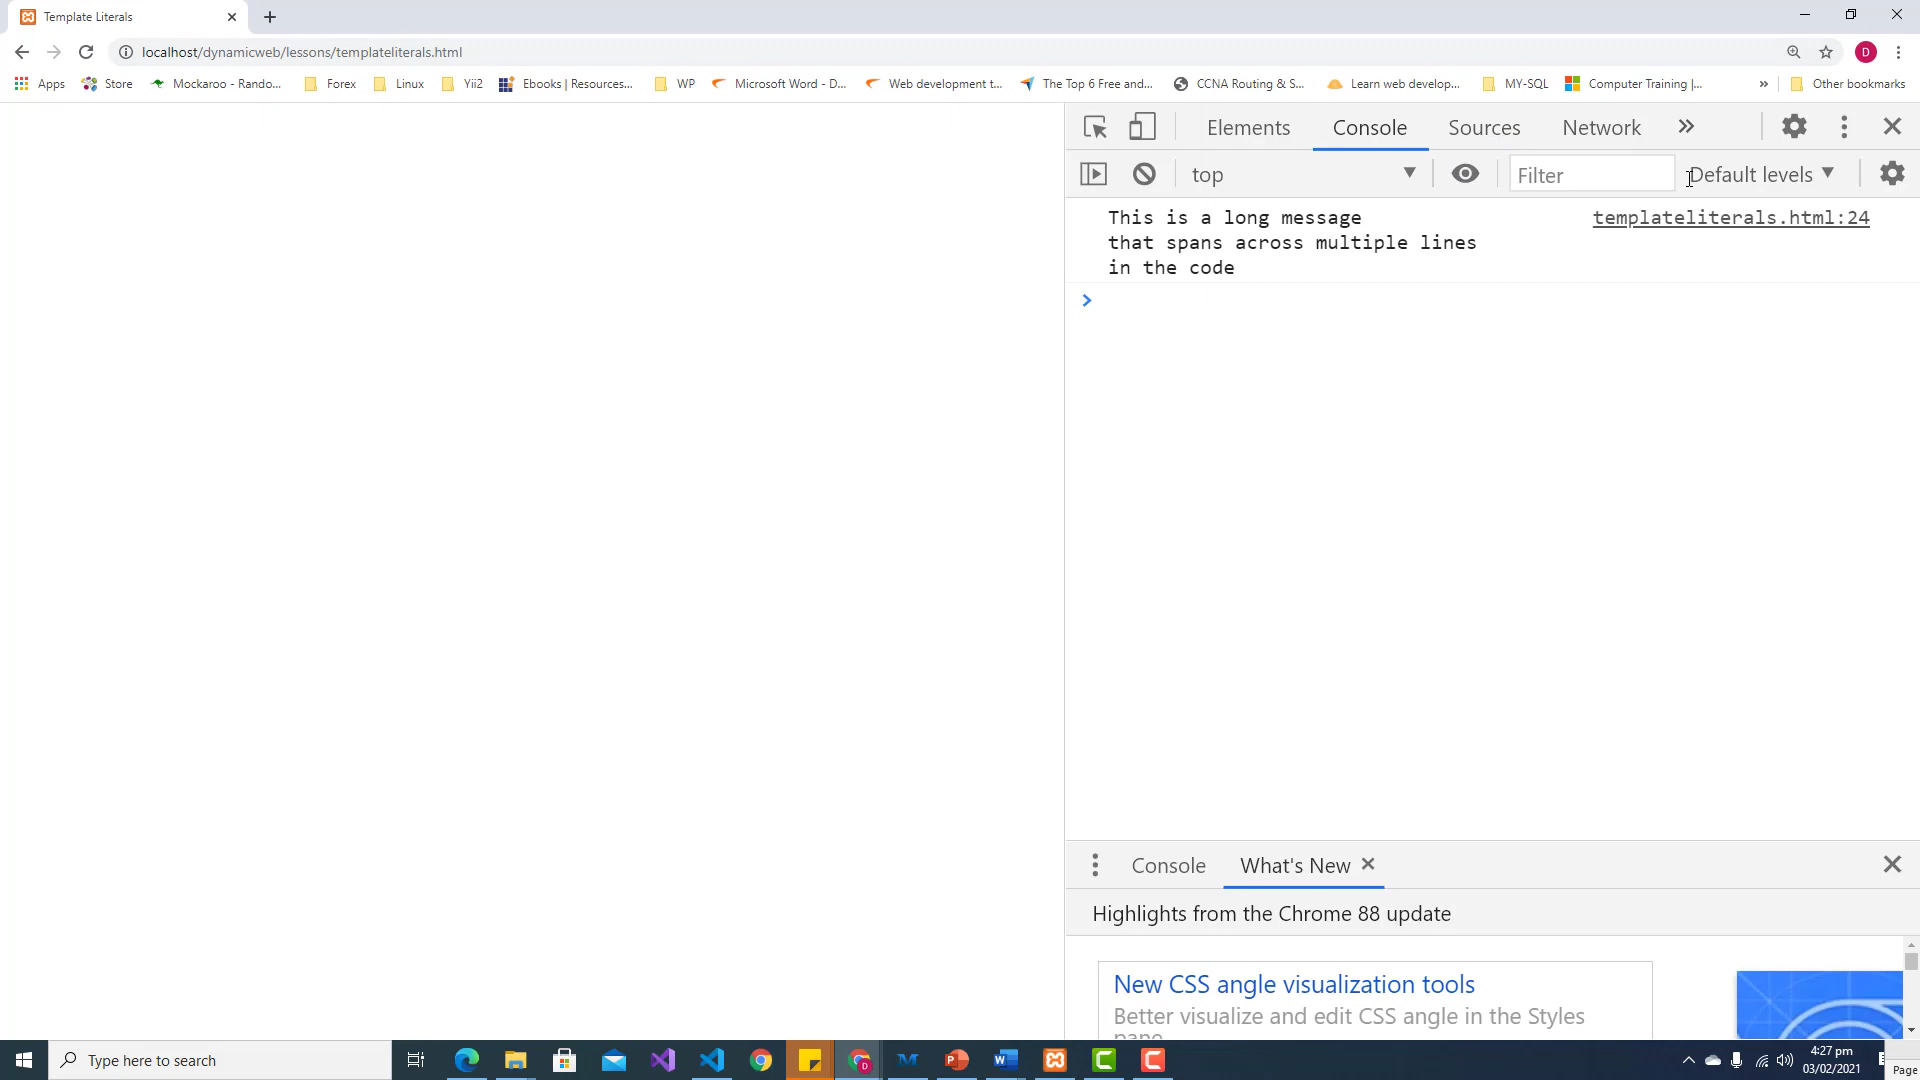 Template Literals
localhost/dynamicweb/lessons/templateliterals.html
D
Apps Store Mockaroo - Rando... Forex Linux Yii2 Ebooks | Resources... WP Microsoft Word - D... Web development t... The Top 6 Free and... CCNA Routing & S... Learn web develop... MY-SQL Computer Training |... » Other bookmarks
Elements Console Sources Network »
top Filter Default levels
This is a long message templateliterals.html:24
that spans across multiple lines
in the code
>
Console What's New
Highlights from the Chrome 88 update
New CSS angle visualization tools
Better visualize and edit CSS angle in the Styles
pane
Type here to search
4:27 pm
03/02/2021
Page